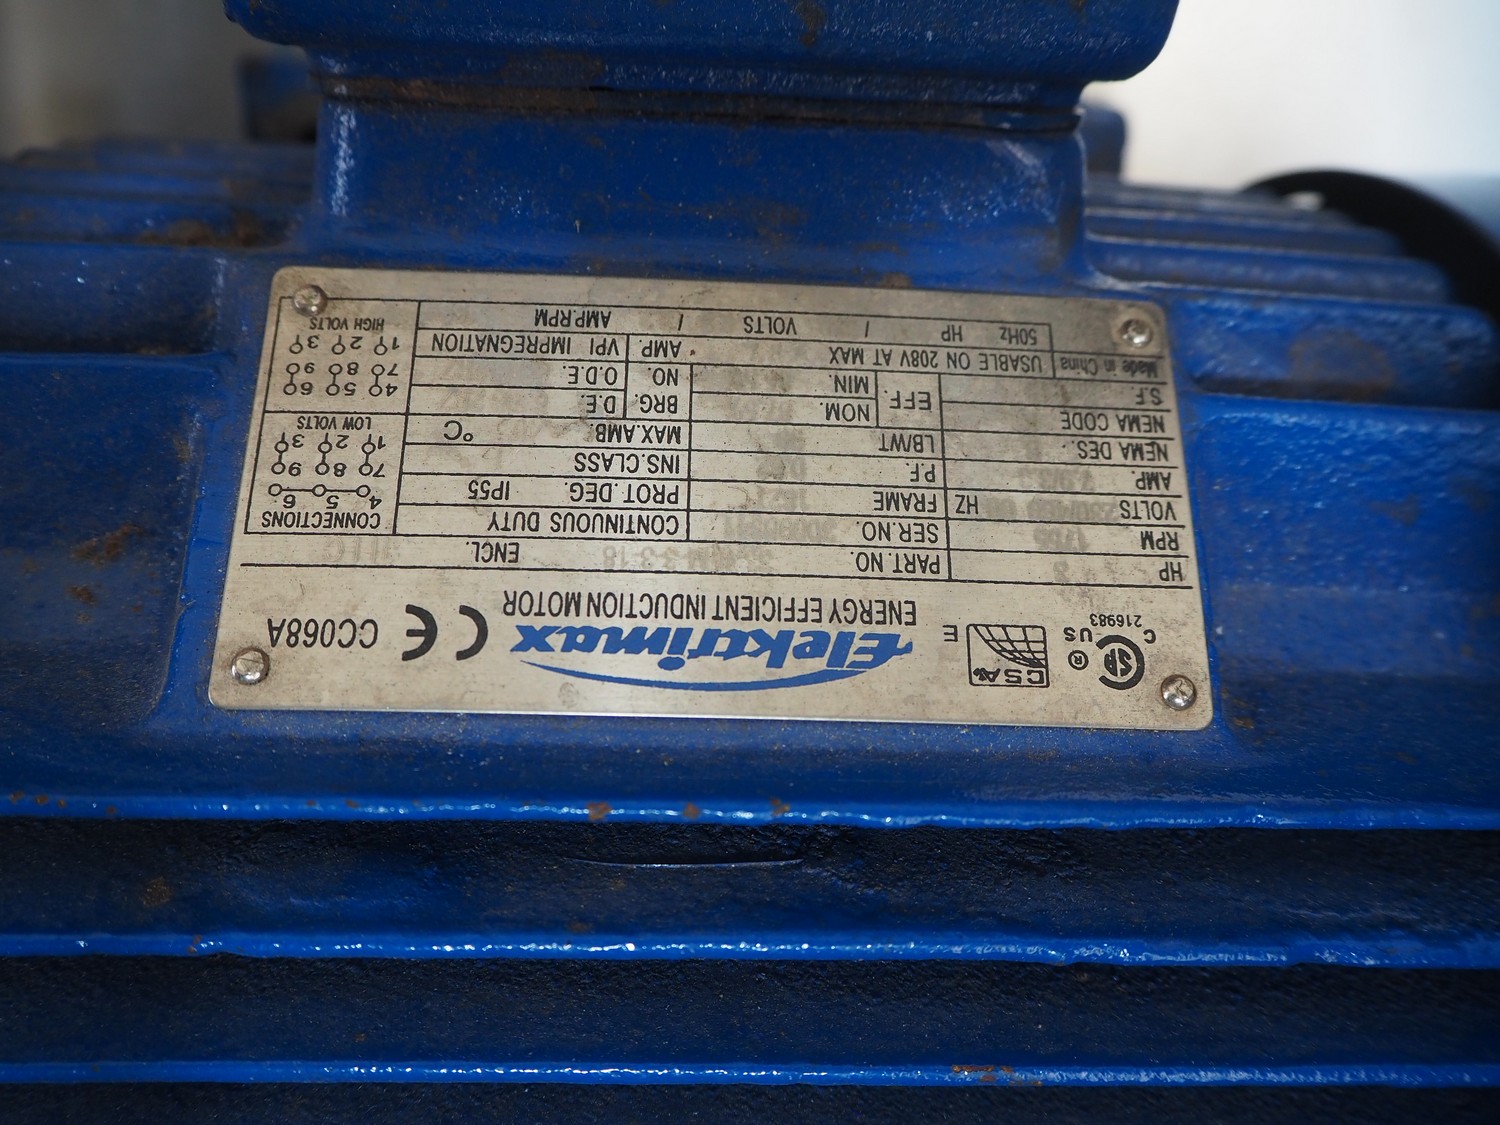 C US
216983
CSA
E
Elektrimax
ENERGY EFFICIENT INDUCTION MOTOR
CE CC068A
HP PART.NO. ENCL.
RPM SER.NO. CONTINUOUS DUTY
VOLTS HZ FRAME PROT.DEG. IP55
AMP. P.F. INS.CLASS
NEMA DES. LB/WT MAX.AMB. °C
NEMA CODE EFF. NOM. BRG. D.E.
S.F MIN. NO. O.D.E.
Made in China USABLE ON 208V AT MAX AMP. VPI IMPREGNATION
50Hz HP / VOLTS / AMP.RPM
CONNECTIONS
4 5 6
7 8 9
1 2 3
LOW VOLTS
4 5 6
7 8 9
1 2 3
HIGH VOLTS